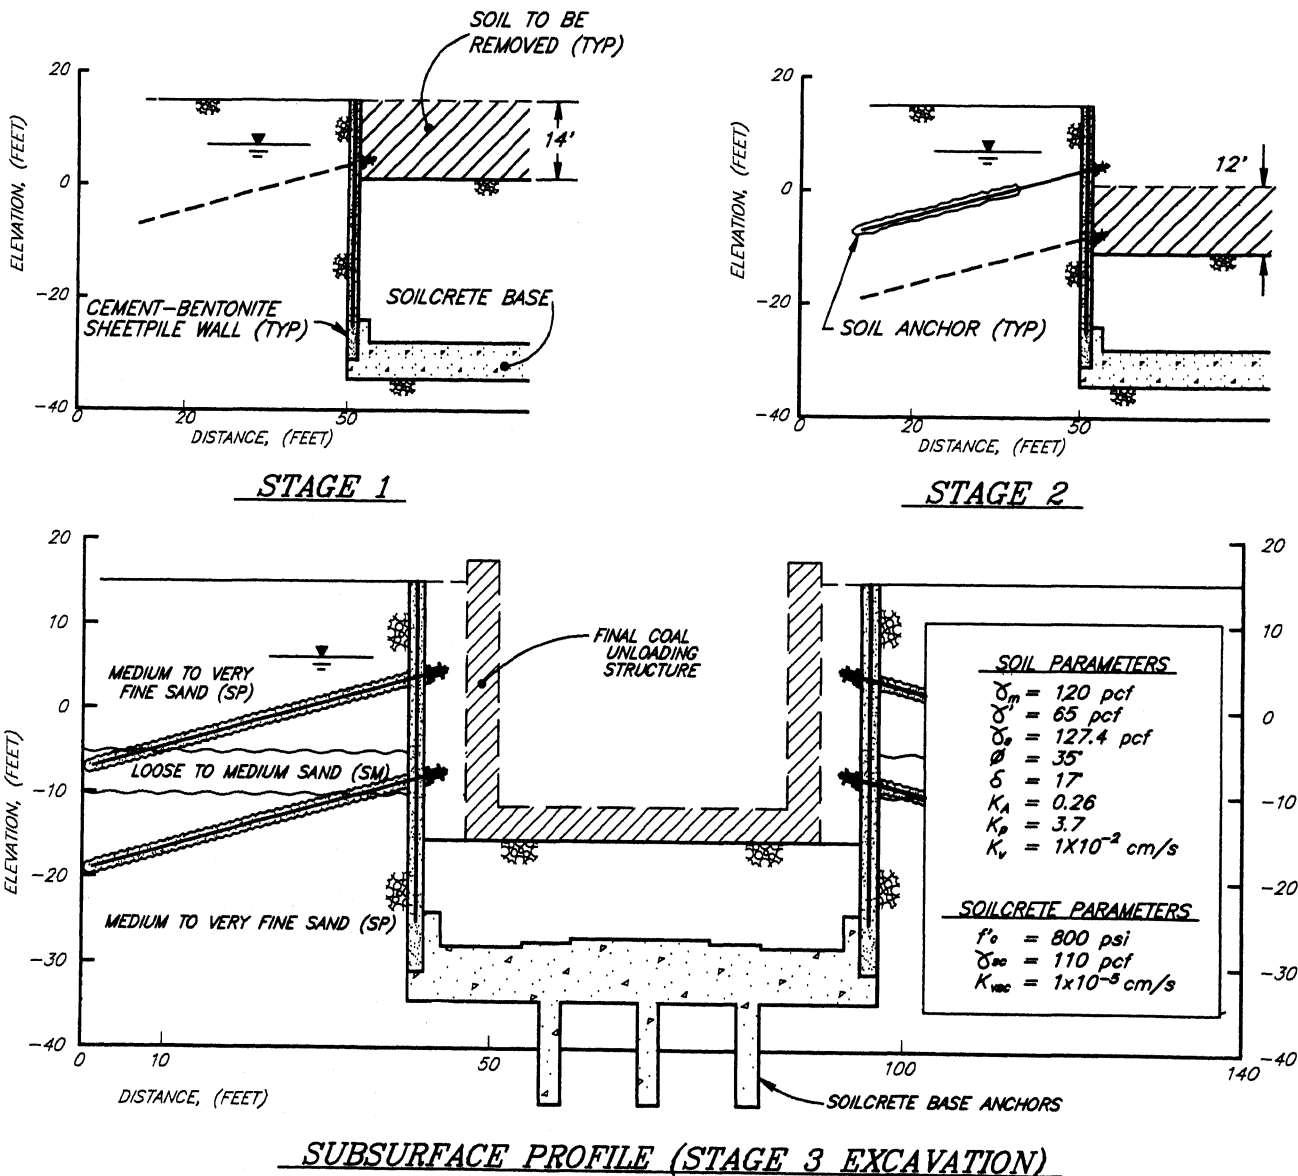 SOIL TO BE
REMOVED (TYP)
20
0
-20
-40
ELEVATION, (FEET)
14'
CEMENT-BENTONITE
SHEETPILE WALL (TYP)
SOILCRETE BASE
0
20
50
DISTANCE, (FEET)
STAGE 1
20
0
-20
-40
ELEVATION, (FEET)
12'
SOIL ANCHOR (TYP)
0
20
50
DISTANCE, (FEET)
STAGE 2
20
10
0
-10
-20
-30
-40
ELEVATION, (FEET)
MEDIUM TO VERY
FINE SAND (SP)
LOOSE TO MEDIUM SAND (SM)
MEDIUM TO VERY FINE SAND (SP)
FINAL COAL
UNLOADING
STRUCTURE
SOIL PARAMETERS
γm = 120 pcf
γ' = 65 pcf
γs = 127.4 pcf
Ø = 35°
δ = 17°
KA = 0.26
Kp = 3.7
Kv = 1X10⁻² cm/s
SOILCRETE PARAMETERS
f'c = 800 psi
γsc = 110 pcf
Kvsc = 1x10⁻⁵ cm/s
20
10
0
-10
-20
-30
-40
0
10
50
100
140
DISTANCE, (FEET)
SOILCRETE BASE ANCHORS
SUBSURFACE PROFILE (STAGE 3 EXCAVATION)